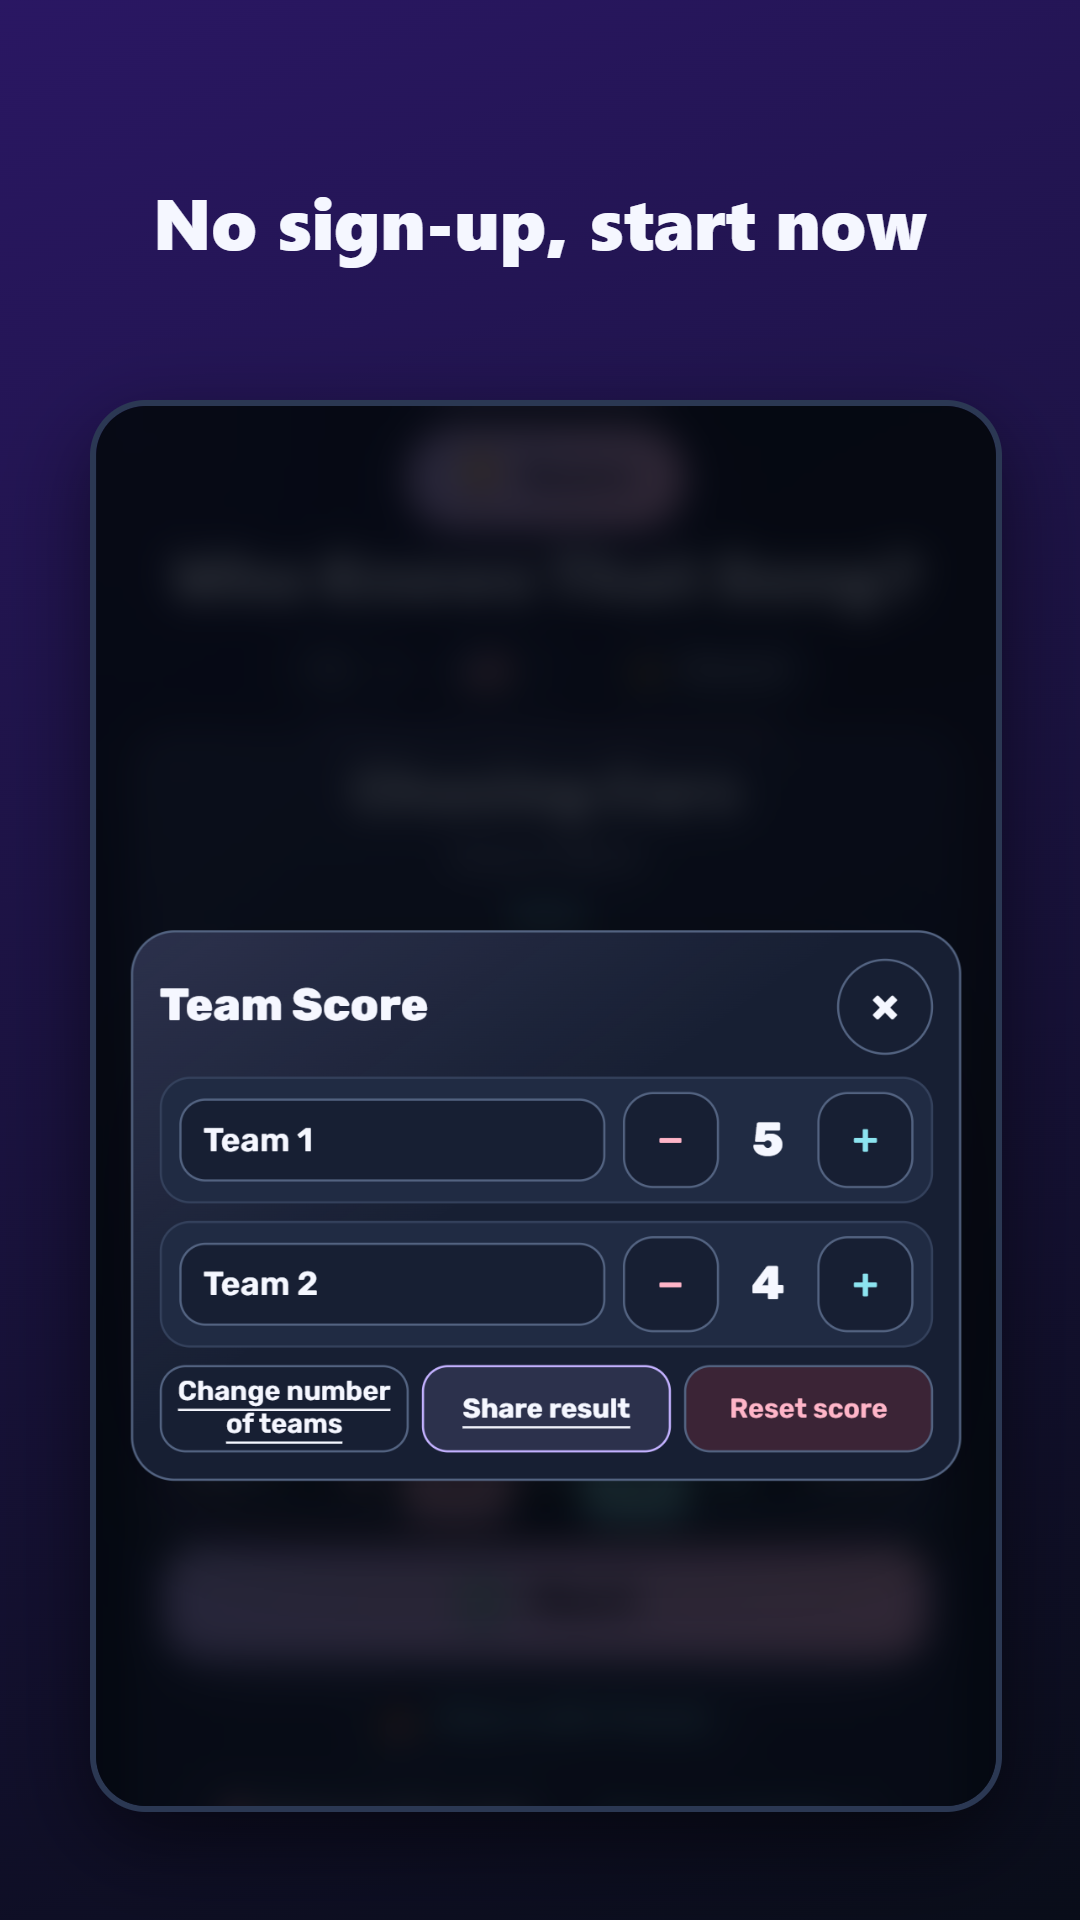 No sign-up, start now
Team Score
×
Team 1
−
5
+
Team 2
−
4
+
Change number
of teams
Share result
Reset score